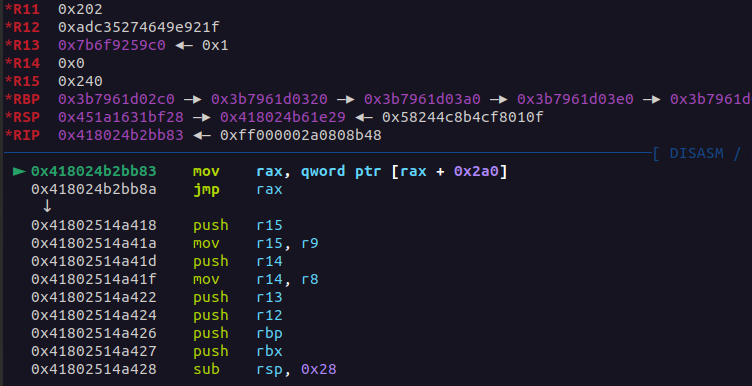 *R11 0x202
*R12 0xadc35274649e921f
*R13 0x7b6f9259c0 ◂— 0x1
*R14 0x0
*R15 0x240
*RBP 0x3b7961d02c0 —▸ 0x3b7961d0320 —▸ 0x3b7961d03a0 —▸ 0x3b7961d03e0 —▸ 0x3b7961d
*RSP 0x451a1631bf28 —▸ 0x418024b61e29 ◂— 0x58244c8b4cf8010f
*RIP 0x418024b2bb83 ◂— 0xff000002a0808b48
[ DISASM /
► 0x418024b2bb83 mov rax, qword ptr [rax + 0x2a0]
0x418024b2bb8a jmp rax
↓
0x41802514a418 push r15
0x41802514a41a mov r15, r9
0x41802514a41d push r14
0x41802514a41f mov r14, r8
0x41802514a422 push r13
0x41802514a424 push r12
0x41802514a426 push rbp
0x41802514a427 push rbx
0x41802514a428 sub rsp, 0x28